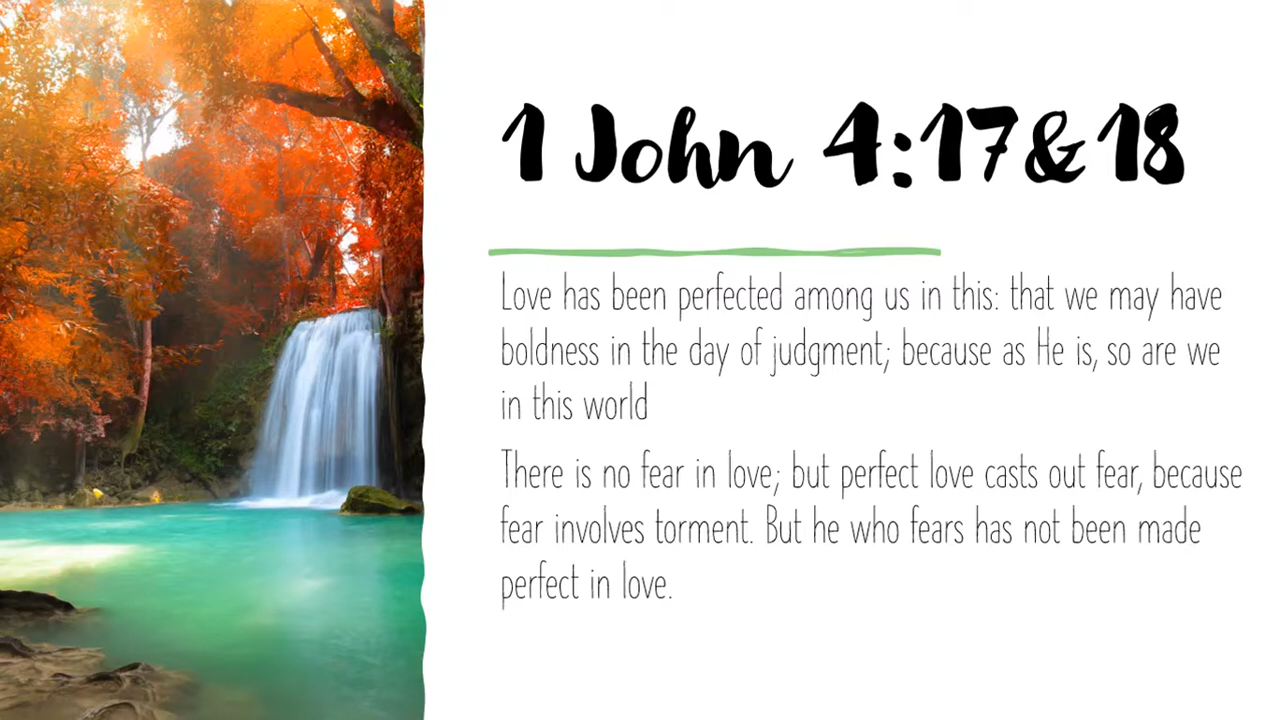 1 John 4:17&18
Love has been perfected among us in this: that we may have
boldness in the day of judgment; because as He is, so are we
in this world
There is no fear in love; but perfect love casts out fear, because
fear involves torment. But he who fears has not been made
perfect in love.